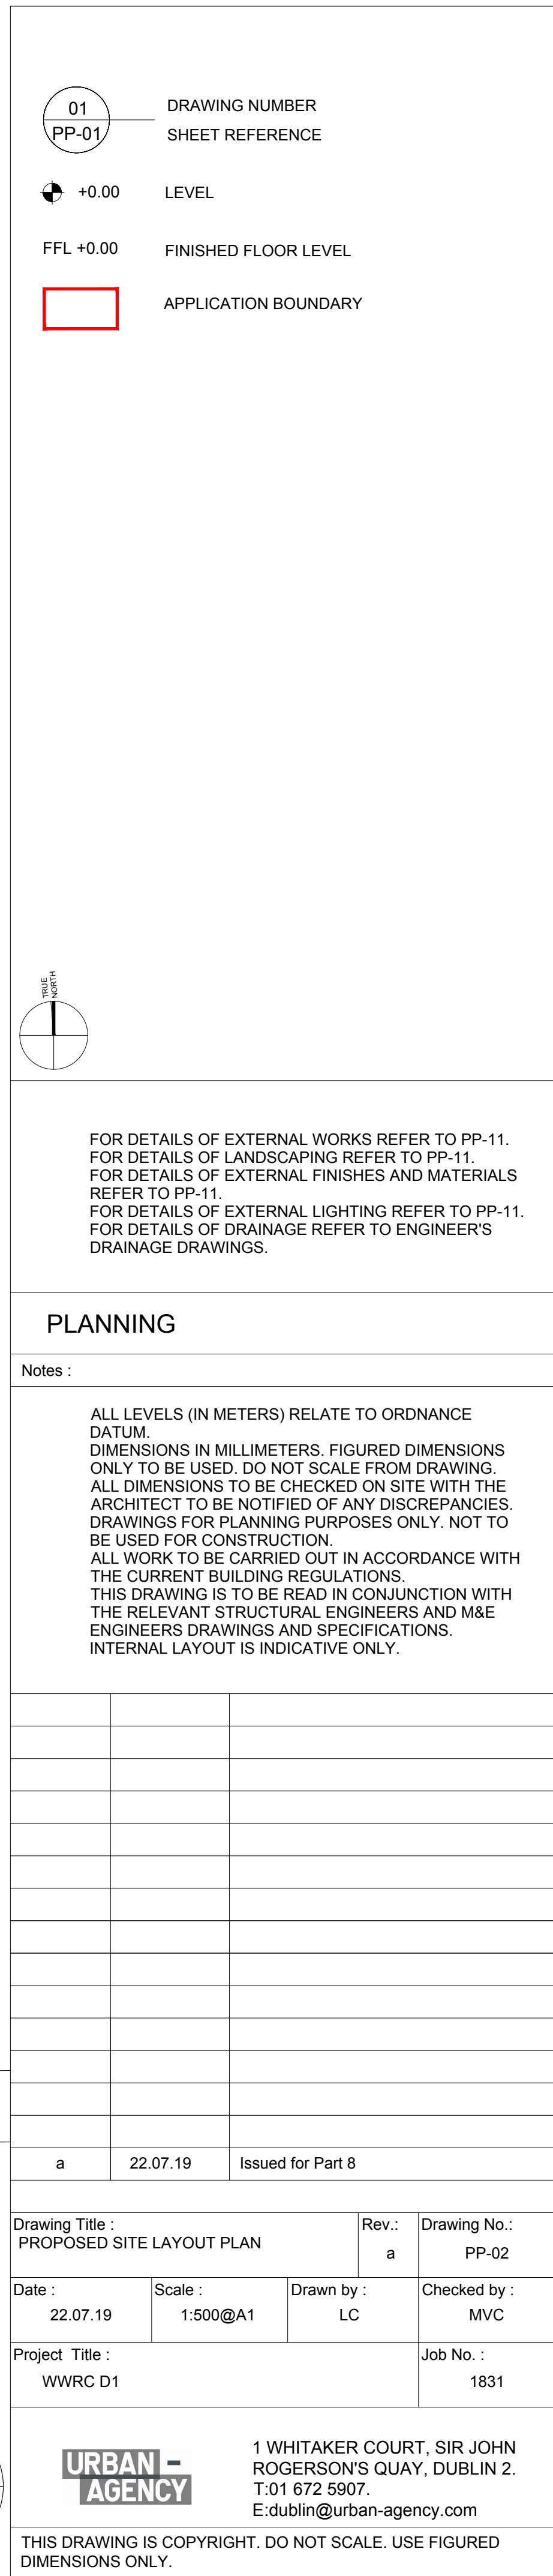 01
DRAWING NUMBER
PP-01
SHEET REFERENCE
+0.00 LEVEL
FFL +0.00 FINISHED FLOOR LEVEL
APPLICATION BOUNDARY
TRUE
NORTH
FOR DETAILS OF EXTERNAL WORKS REFER TO PP-11.
FOR DETAILS OF LANDSCAPING REFER TO PP-11.
FOR DETAILS OF EXTERNAL FINISHES AND MATERIALS
REFER TO PP-11.
FOR DETAILS OF EXTERNAL LIGHTING REFER TO PP-11.
FOR DETAILS OF DRAINAGE REFER TO ENGINEER'S
DRAINAGE DRAWINGS.
PLANNING
Notes :
ALL LEVELS (IN METERS) RELATE TO ORDNANCE
DATUM.
DIMENSIONS IN MILLIMETERS. FIGURED DIMENSIONS
ONLY TO BE USED. DO NOT SCALE FROM DRAWING.
ALL DIMENSIONS TO BE CHECKED ON SITE WITH THE
ARCHITECT TO BE NOTIFIED OF ANY DISCREPANCIES.
DRAWINGS FOR PLANNING PURPOSES ONLY. NOT TO
BE USED FOR CONSTRUCTION.
ALL WORK TO BE CARRIED OUT IN ACCORDANCE WITH
THE CURRENT BUILDING REGULATIONS.
THIS DRAWING IS TO BE READ IN CONJUNCTION WITH
THE RELEVANT STRUCTURAL ENGINEERS AND M&E
ENGINEERS DRAWINGS AND SPECIFICATIONS.
INTERNAL LAYOUT IS INDICATIVE ONLY.
a 22.07.19 Issued for Part 8
Drawing Title :
PROPOSED SITE LAYOUT PLAN
Rev.:
a
Drawing No.:
PP-02
Date :
22.07.19
Scale :
1:500@A1
Drawn by :
LC
Checked by :
MVC
Project Title :
WWRC D1
Job No. :
1831
URBAN -
AGENCY
1 WHITAKER COURT, SIR JOHN
ROGERSON'S QUAY, DUBLIN 2.
T:01 672 5907.
E:dublin@urban-agency.com
THIS DRAWING IS COPYRIGHT. DO NOT SCALE. USE FIGURED
DIMENSIONS ONLY.